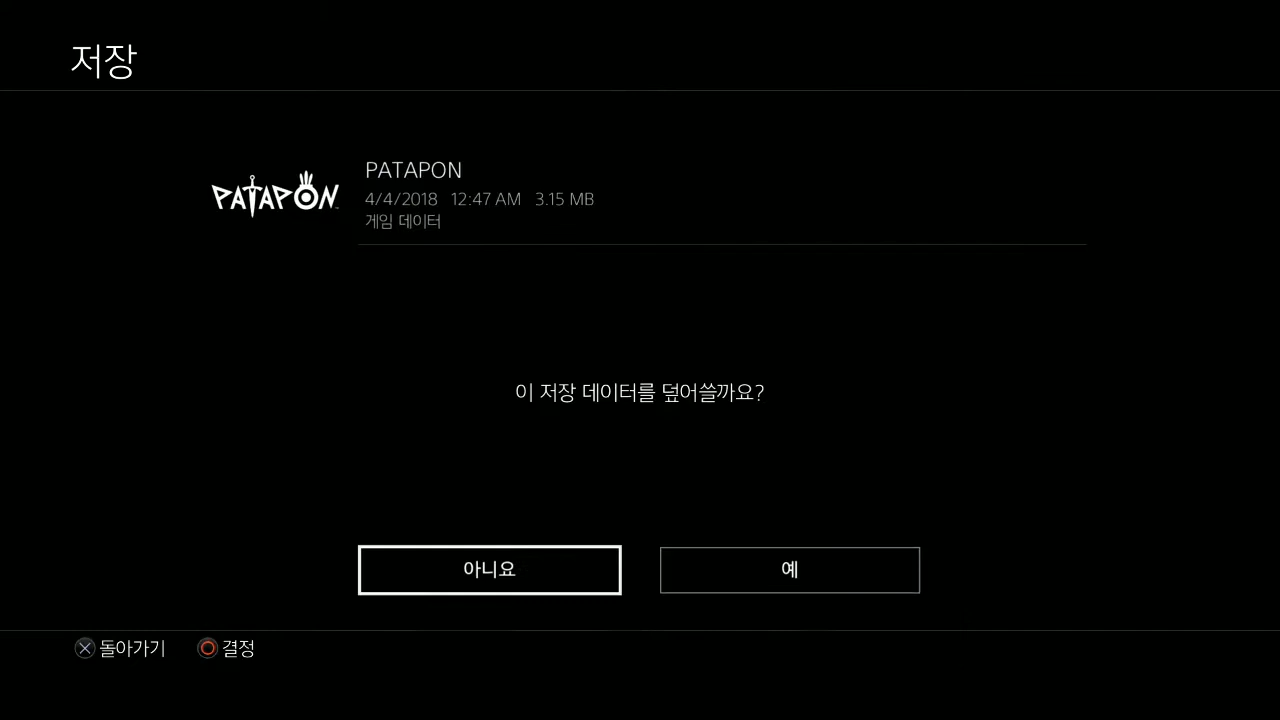 저장
PATAPON
PATAPON
4/4/2018 12:47 AM 3.15 MB
게임 데이터
이 저장 데이터를 덮어쓸까요?
아니요 예
돌아가기 결정